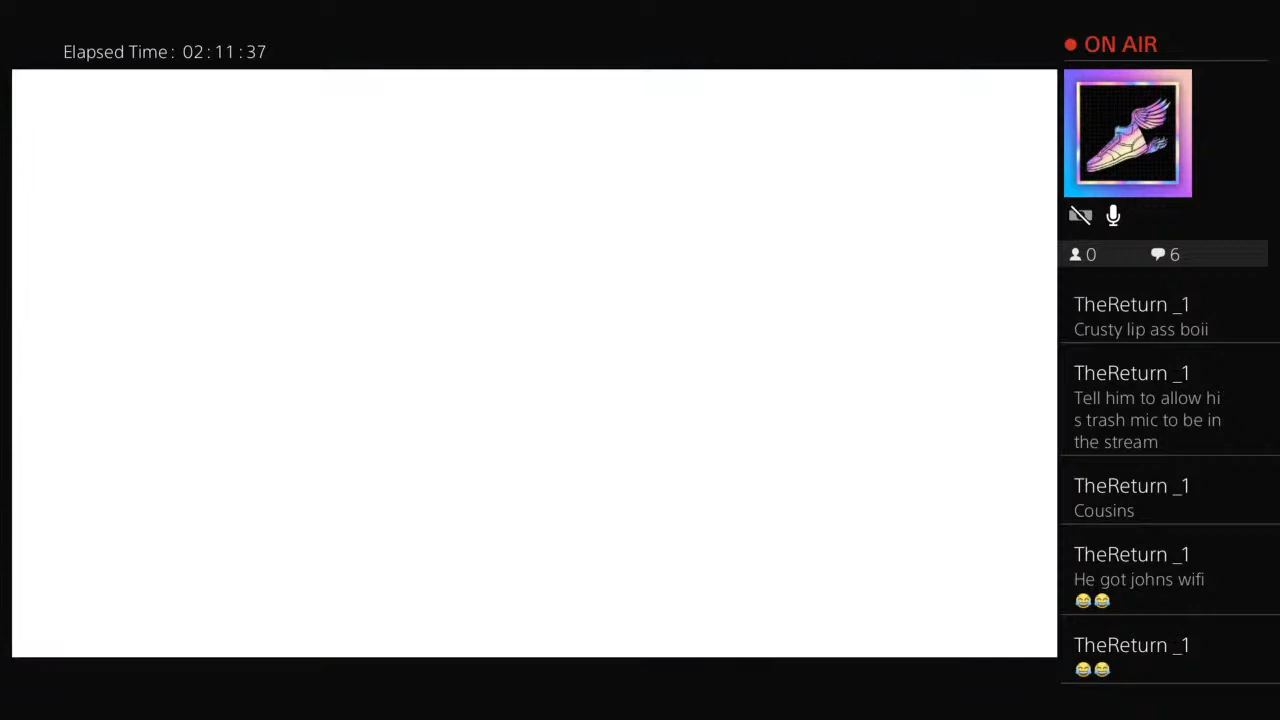 Elapsed Time: 02:11:37
ON AIR
0 6
TheReturn _1
Crusty lip ass boii
TheReturn _1
Tell him to allow hi
s trash mic to be in
the stream
TheReturn _1
Cousins
TheReturn _1
He got johns wifi
😂😂
TheReturn _1
😂😂